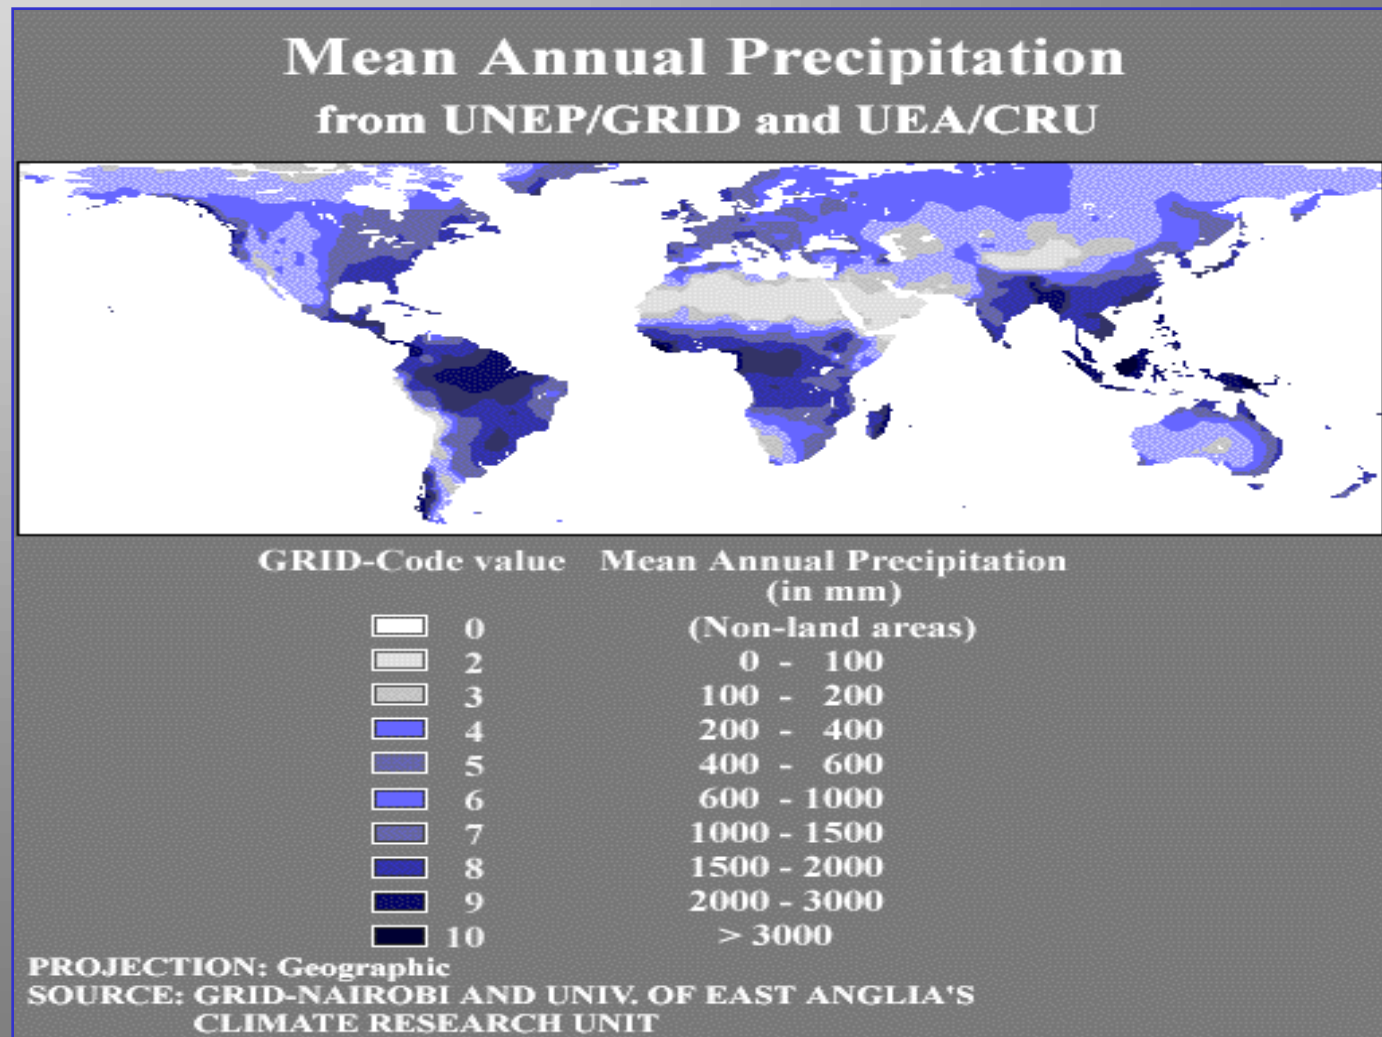 Mean Annual Precipitation
from UNEP/GRID and UEA/CRU
GRID-Code value Mean Annual Precipitation
(in mm)
0 (Non-land areas)
2 0 - 100
3 100 - 200
4 200 - 400
5 400 - 600
6 600 - 1000
7 1000 - 1500
8 1500 - 2000
9 2000 - 3000
10 > 3000
PROJECTION: Geographic
SOURCE: GRID-NAIROBI AND UNIV. OF EAST ANGLIA'S
CLIMATE RESEARCH UNIT